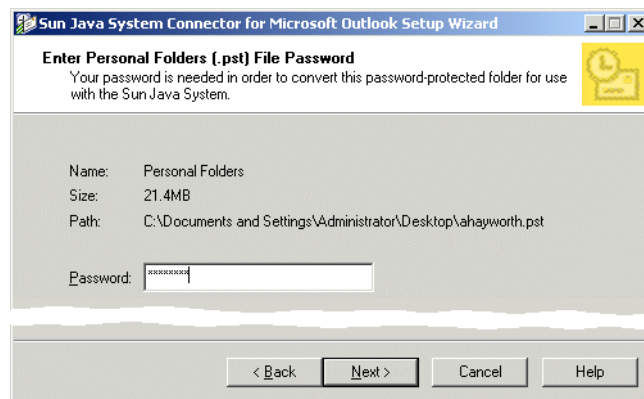 Sun Java System Connector for Microsoft Outlook Setup Wizard
Enter Personal Folders (.pst) File Password
Your password is needed in order to convert this password-protected folder for use
with the Sun Java System.
Name: Personal Folders
Size: 21.4MB
Path: C:\Documents and Settings\Administrator\Desktop\ahayworth.pst
Password: xxxxxxxx
< Back Next > Cancel Help